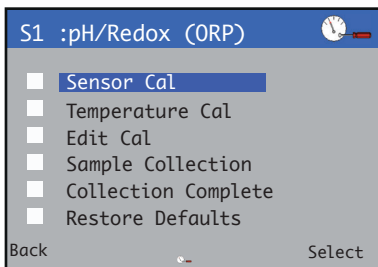 S1 :pH/Redox (ORP)
Sensor Cal
Temperature Cal
Edit Cal
Sample Collection
Collection Complete
Restore Defaults
Back Select